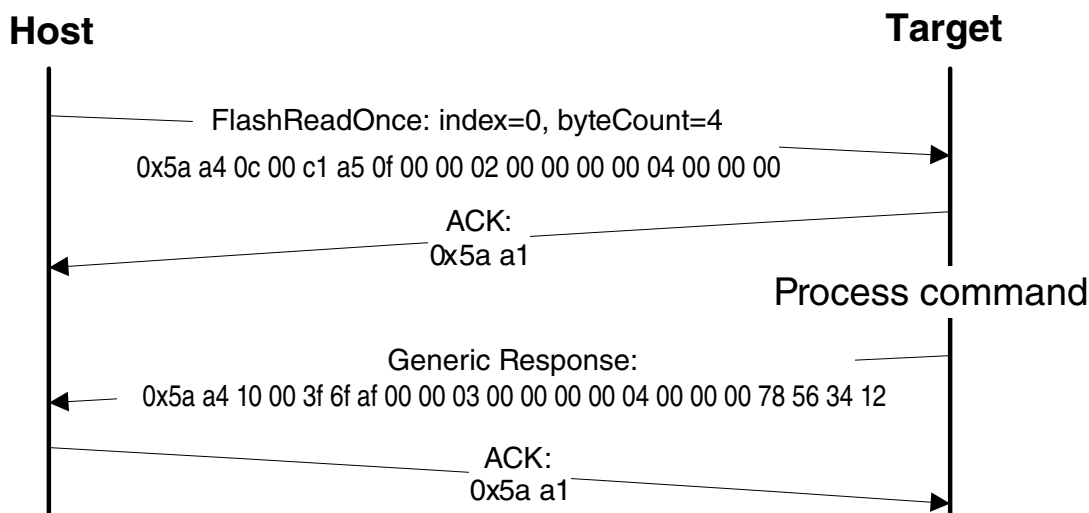 Host
Target
FlashReadOnce: index=0, byteCount=4
0x5a a4 0c 00 c1 a5 0f 00 00 02 00 00 00 00 04 00 00 00
ACK:
0x5a a1
Process command
Generic Response:
0x5a a4 10 00 3f 6f af 00 00 03 00 00 00 00 04 00 00 00 78 56 34 12
ACK:
0x5a a1